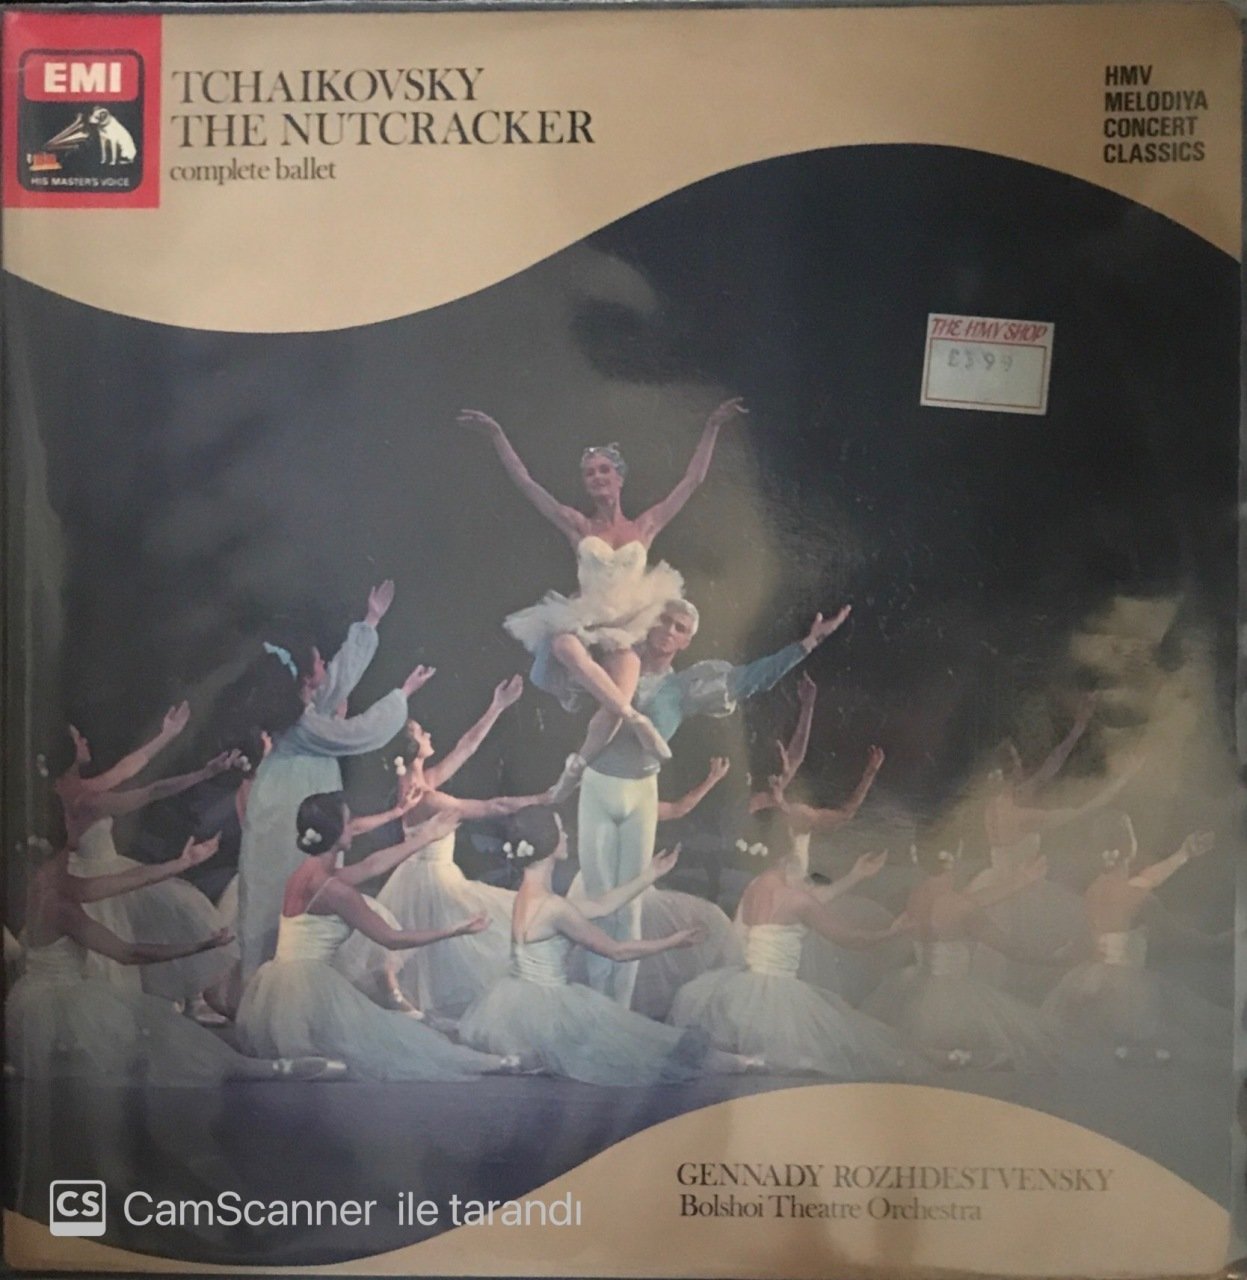 EMI
HIS MASTER'S VOICE
TCHAIKOVSKY
THE NUTCRACKER
complete ballet
HMV
MELODIYA
CONCERT
CLASSICS
THE HMV SHOP
£3.99
GENNADY ROZHDESTVENSKY
Bolshoi Theatre Orchestra
CS CamScanner ile tarandı